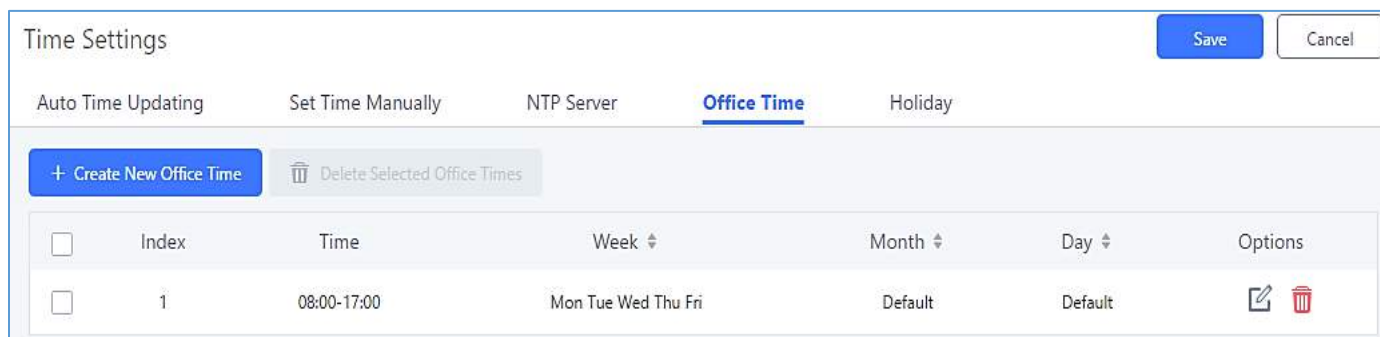 Time Settings
Save Cancel
Auto Time Updating Set Time Manually NTP Server Office Time Holiday
+ Create New Office Time Delete Selected Office Times
Index Time Week Month Day Options
1 08:00-17:00 Mon Tue Wed Thu Fri Default Default